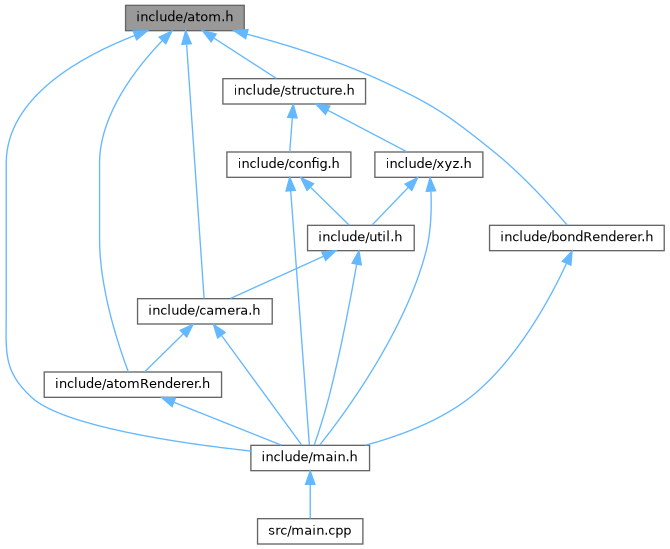 include/atom.h
include/structure.h
include/config.h
include/xyz.h
include/util.h
include/bondRenderer.h
include/camera.h
include/atomRenderer.h
include/main.h
src/main.cpp